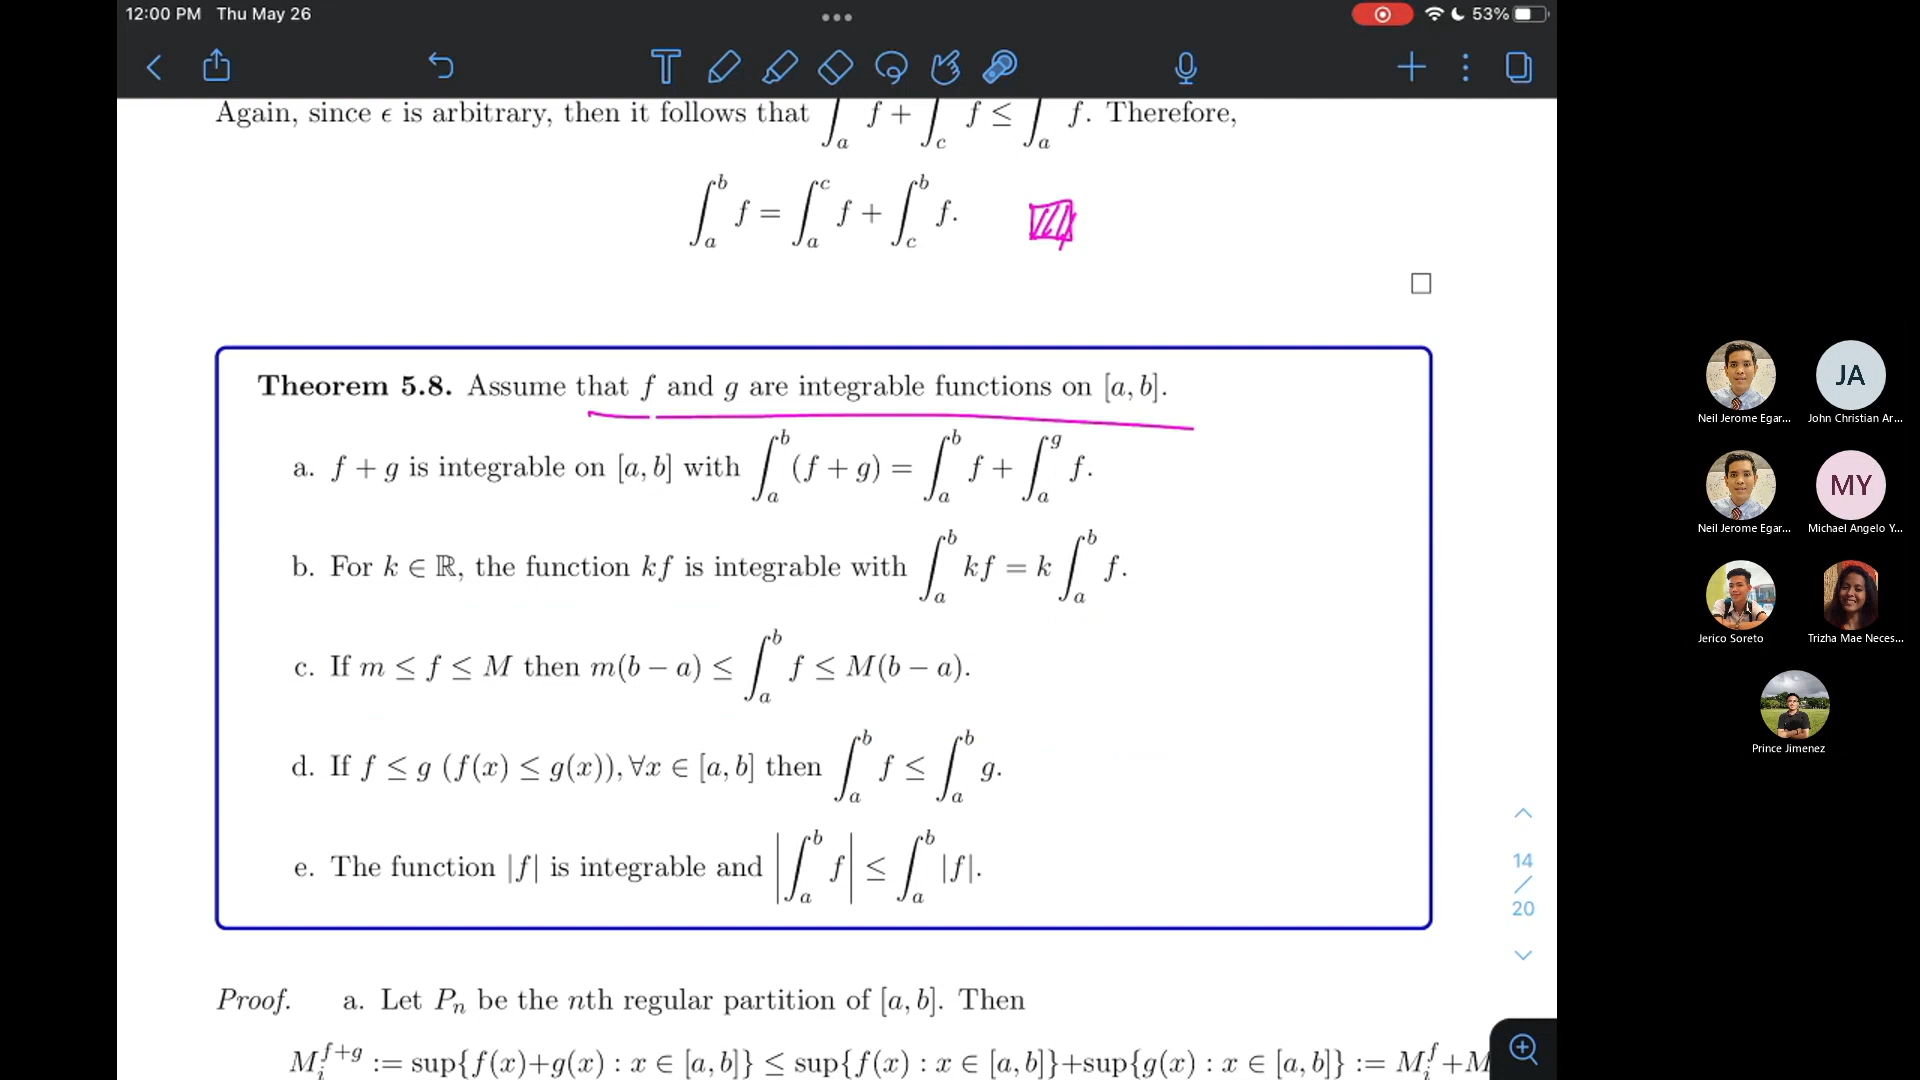 12:00 PM Thu May 26
53%
T
Again, since ϵ is arbitrary, then it follows that ∫_a f + ∫_c f ≤ ∫_a f. Therefore,
∫_a^b f = ∫_a^c f + ∫_c^b f.
□
Theorem 5.8. Assume that f and g are integrable functions on [a, b].
a. f + g is integrable on [a, b] with ∫_a^b (f + g) = ∫_a^b f + ∫_a^g f.
b. For k ∈ ℝ, the function kf is integrable with ∫_a^b kf = k ∫_a^b f.
c. If m ≤ f ≤ M then m(b − a) ≤ ∫_a^b f ≤ M(b − a).
d. If f ≤ g (f(x) ≤ g(x)), ∀x ∈ [a, b] then ∫_a^b f ≤ ∫_a^b g.
e. The function |f| is integrable and |∫_a^b f| ≤ ∫_a^b |f|.
14
/
20
Proof. a. Let P_n be the nth regular partition of [a, b]. Then
M_i^{f+g} := sup{f(x)+g(x) : x ∈ [a, b]} ≤ sup{f(x) : x ∈ [a, b]}+sup{g(x) : x ∈ [a, b]} := M_i^f +M
JA
Neil Jerome Egar...
John Christian Ar...
MY
Neil Jerome Egar...
Michael Angelo Y...
Jerico Soreto
Trizha Mae Neces...
Prince Jimenez